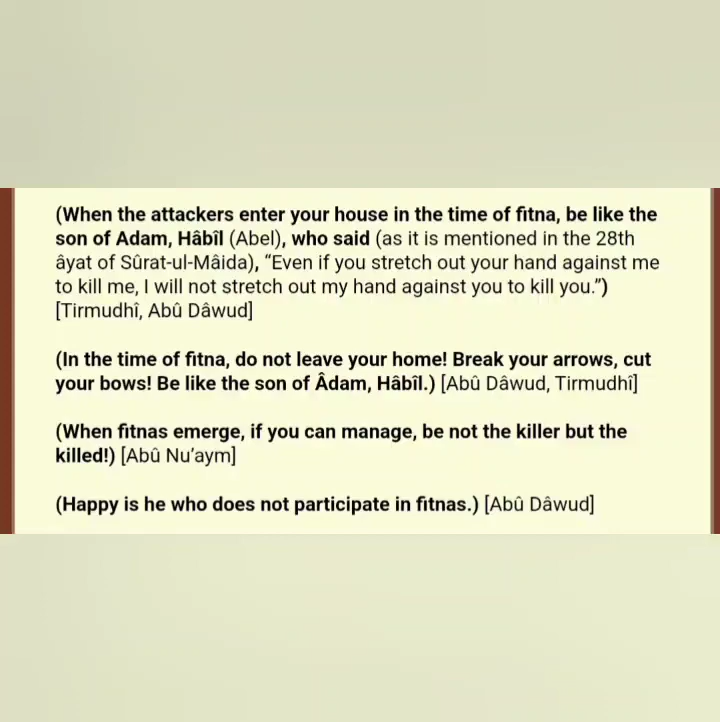 (When the attackers enter your house in the time of fitna, be like the
son of Adam, Hâbîl (Abel), who said (as it is mentioned in the 28th
âyat of Sûrat-ul-Mâida), “Even if you stretch out your hand against me
to kill me, I will not stretch out my hand against you to kill you.”)
[Tirmudhî, Abû Dâwud]
(In the time of fitna, do not leave your home! Break your arrows, cut
your bows! Be like the son of Âdam, Hâbîl.) [Abû Dâwud, Tirmudhî]
(When fitnas emerge, if you can manage, be not the killer but the
killed!) [Abû Nu’aym]
(Happy is he who does not participate in fitnas.) [Abû Dâwud]